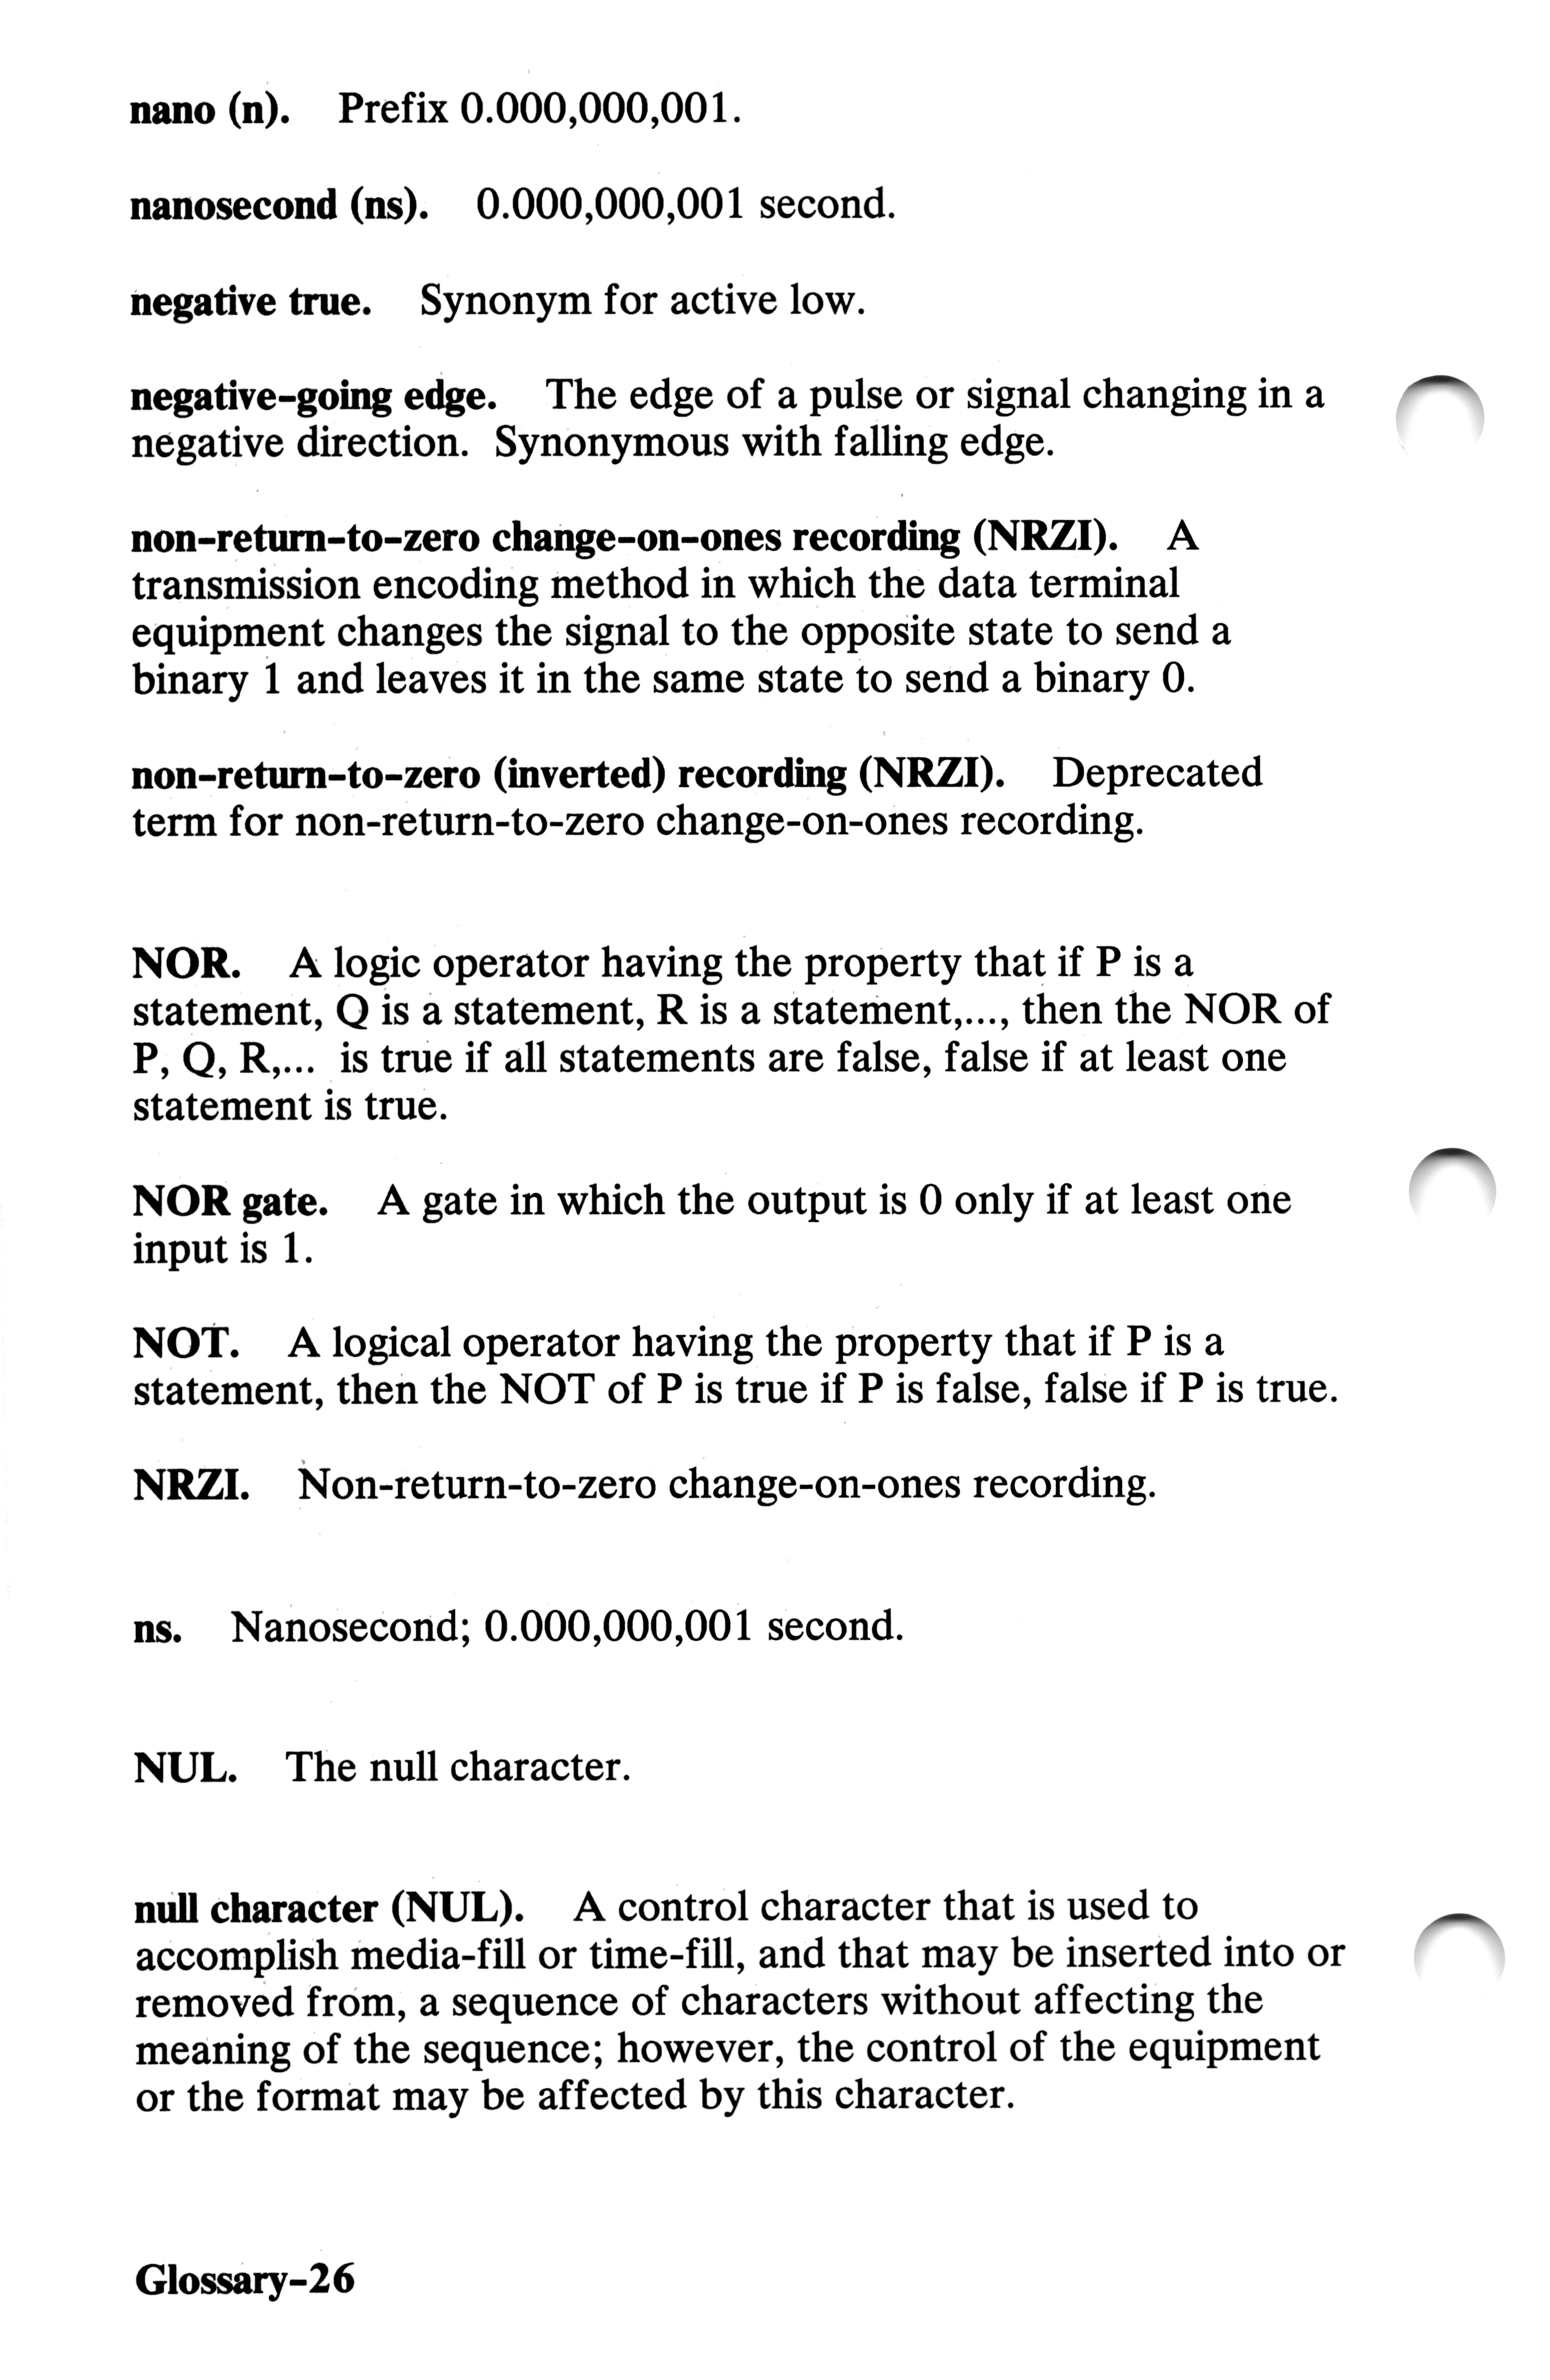 nano (n). Prefix 0.000,000,001.
nanosecond (ns). 0.000,000,001 second.
negative true. Synonym for active low.
negative-going edge. The edge of a pulse or signal changing in a
negative direction. Synonymous with falling edge.
non-return-to-zero change-on-ones recording (NRZI). A
transmission encoding method in which the data terminal
equipment changes the signal to the opposite state to send a
binary 1 and leaves it in the same state to send a binary 0.
non-return-to-zero (inverted) recording (NRZI). Deprecated
term for non-return-to-zero change-on-ones recording.
NOR. A logic operator having the property that if P is a
statement, Q is a statement, R is a statement,..., then the NOR of
P, Q, R,... is true if all statements are false, false if at least one
statement is true.
NOR gate. A gate in which the output is 0 only if at least one
input is 1.
NOT. A logical operator having the property that if P is a
statement, then the NOT of P is true if P is false, false if P is true.
NRZI. Non-return-to-zero change-on-ones recording.
ns. Nanosecond; 0.000,000,001 second.
NUL. The null character.
null character (NUL). A control character that is used to
accomplish media-fill or time-fill, and that may be inserted into or
removed from, a sequence of characters without affecting the
meaning of the sequence; however, the control of the equipment
or the format may be affected by this character.
Glossary-26